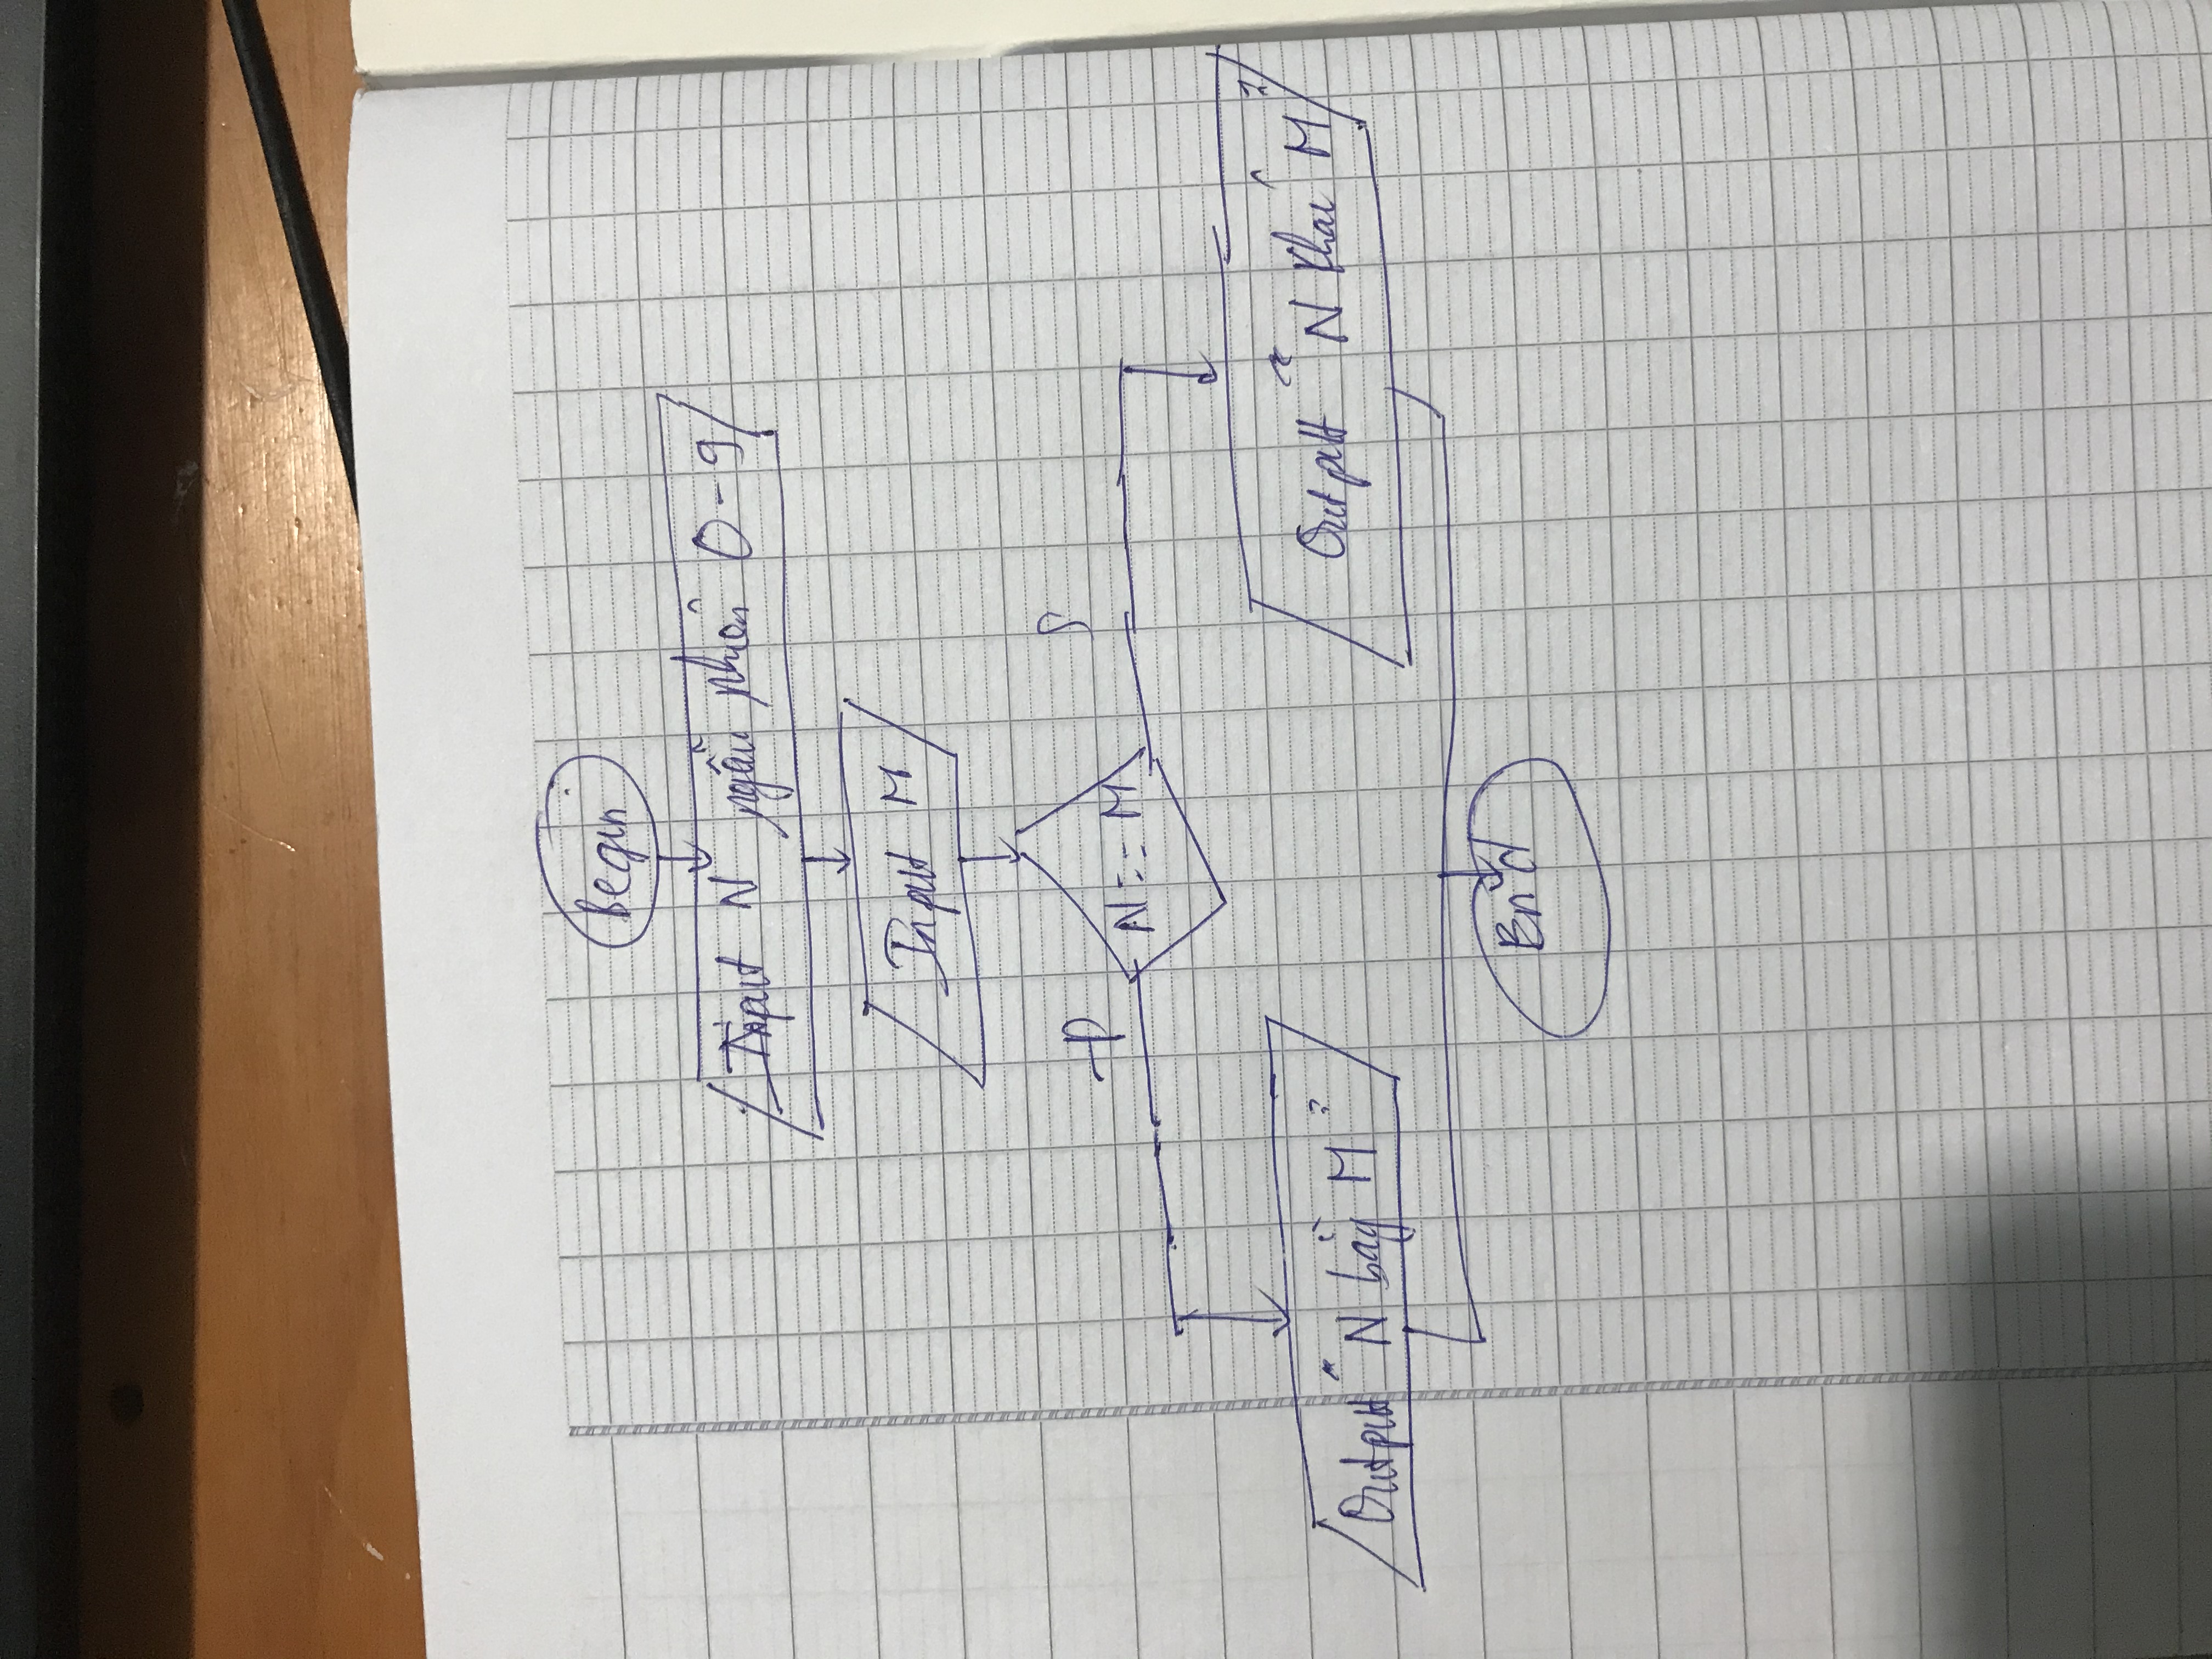 Begin
Input N ngẫu nhiên 0-9
Input M
Đ
S
N == M
Output "N bằng M"
Output "N khác M"
End